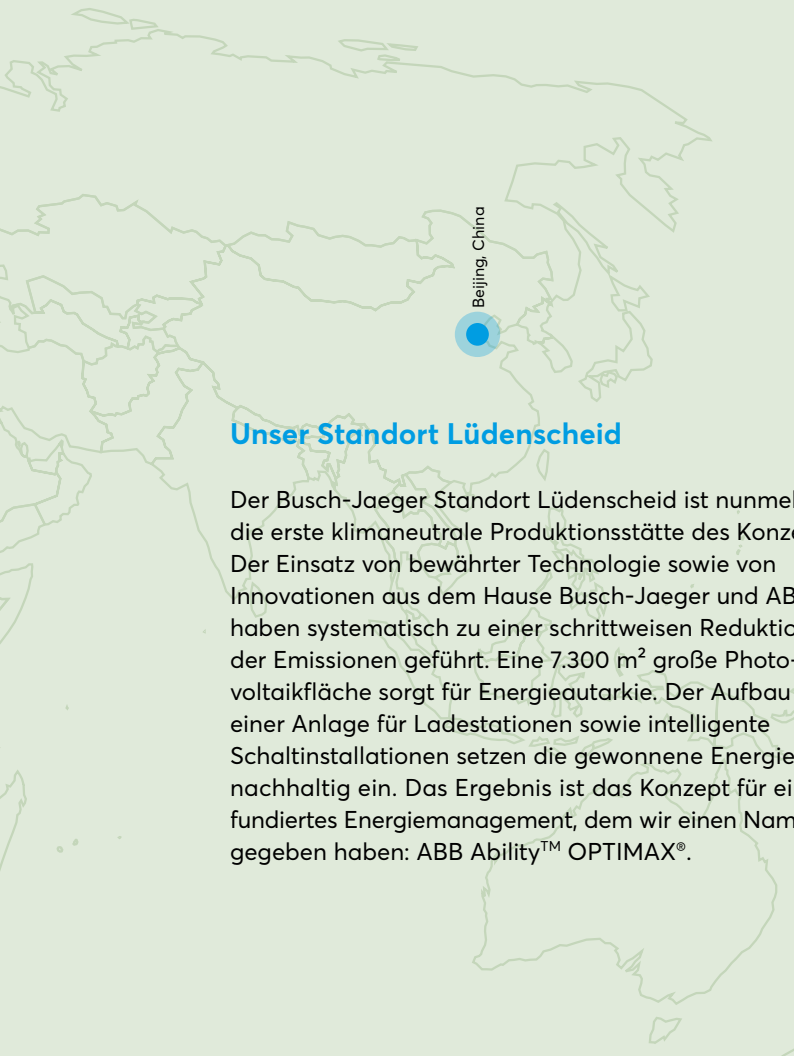 Beijing, China
Unser Standort Lüdenscheid
Der Busch-Jaeger Standort Lüdenscheid ist nunme
die erste klimaneutrale Produktionsstätte des Konze
Der Einsatz von bewährter Technologie sowie von
Innovationen aus dem Hause Busch-Jaeger und AB
haben systematisch zu einer schrittweisen Reduktio
der Emissionen geführt. Eine 7.300 m² große Photo-
voltaikfläche sorgt für Energieautarkie. Der Aufbau
einer Anlage für Ladestationen sowie intelligente
Schaltinstallationen setzen die gewonnene Energie
nachhaltig ein. Das Ergebnis ist das Konzept für ei
fundiertes Energiemanagement, dem wir einen Nam
gegeben haben: ABB Ability™ OPTIMAX®.